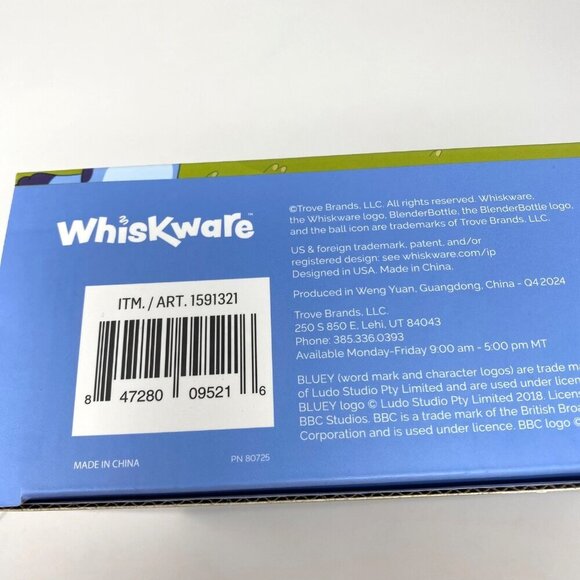 WhisKware™
ITM. / ART. 1591321
8 47280 09521 6
MADE IN CHINA PN 80725
©Trove Brands, LLC. All rights reserved. Whiskware,
the Whiskware logo, BlenderBottle, the BlenderBottle logo,
and the ball icon are trademarks of Trove Brands, LLC.
US & foreign trademark, patent, and/or
registered design: see whiskware.com/ip
Designed in USA. Made in China.
Produced in Weng Yuan, Guangdong, China - Q4 2024
Trove Brands, LLC.
250 S 850 E, Lehi, UT 84043
Phone: 385.336.0393
Available Monday-Friday 9:00 am - 5:00 pm MT
BLUEY (word mark and character logos) are trade
of Ludo Studio Pty Limited and are used under licen
BLUEY logo © Ludo Studio Pty Limited 2018. Licens
BBC Studios. BBC is a trade mark of the British Broa
Corporation and is used under licence. BBC logo ©